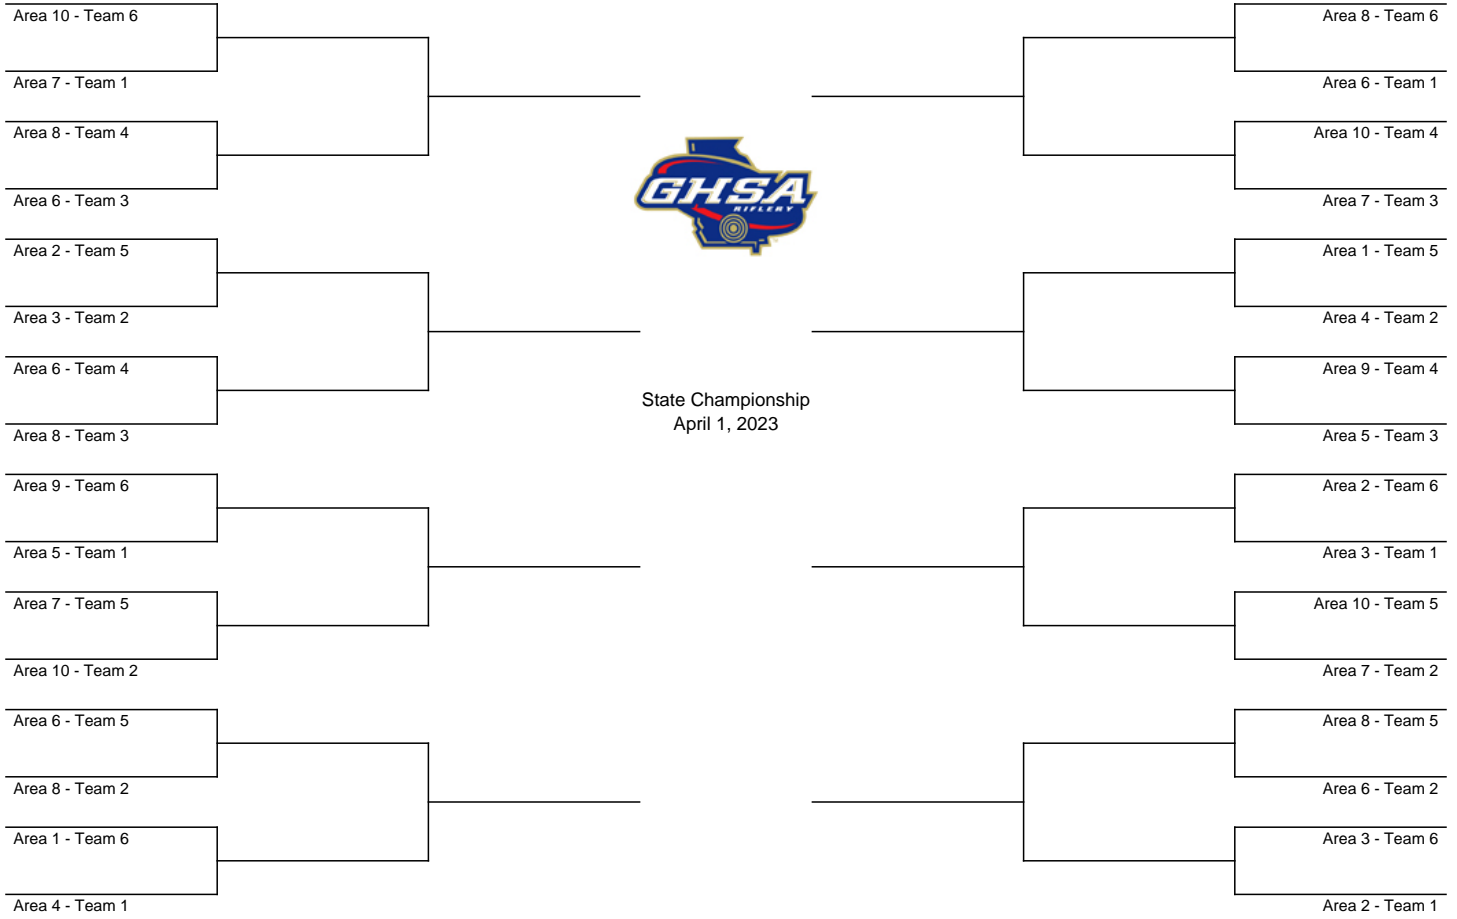 Area 10 - Team 6
Area 7 - Team 1
Area 8 - Team 4
Area 6 - Team 3
Area 2 - Team 5
Area 3 - Team 2
Area 6 - Team 4
Area 8 - Team 3
Area 9 - Team 6
Area 5 - Team 1
Area 7 - Team 5
Area 10 - Team 2
Area 6 - Team 5
Area 8 - Team 2
Area 1 - Team 6
Area 4 - Team 1
GHSA
RIFLERY
State Championship
April 1, 2023
Area 8 - Team 6
Area 6 - Team 1
Area 10 - Team 4
Area 7 - Team 3
Area 1 - Team 5
Area 4 - Team 2
Area 9 - Team 4
Area 5 - Team 3
Area 2 - Team 6
Area 3 - Team 1
Area 10 - Team 5
Area 7 - Team 2
Area 8 - Team 5
Area 6 - Team 2
Area 3 - Team 6
Area 2 - Team 1